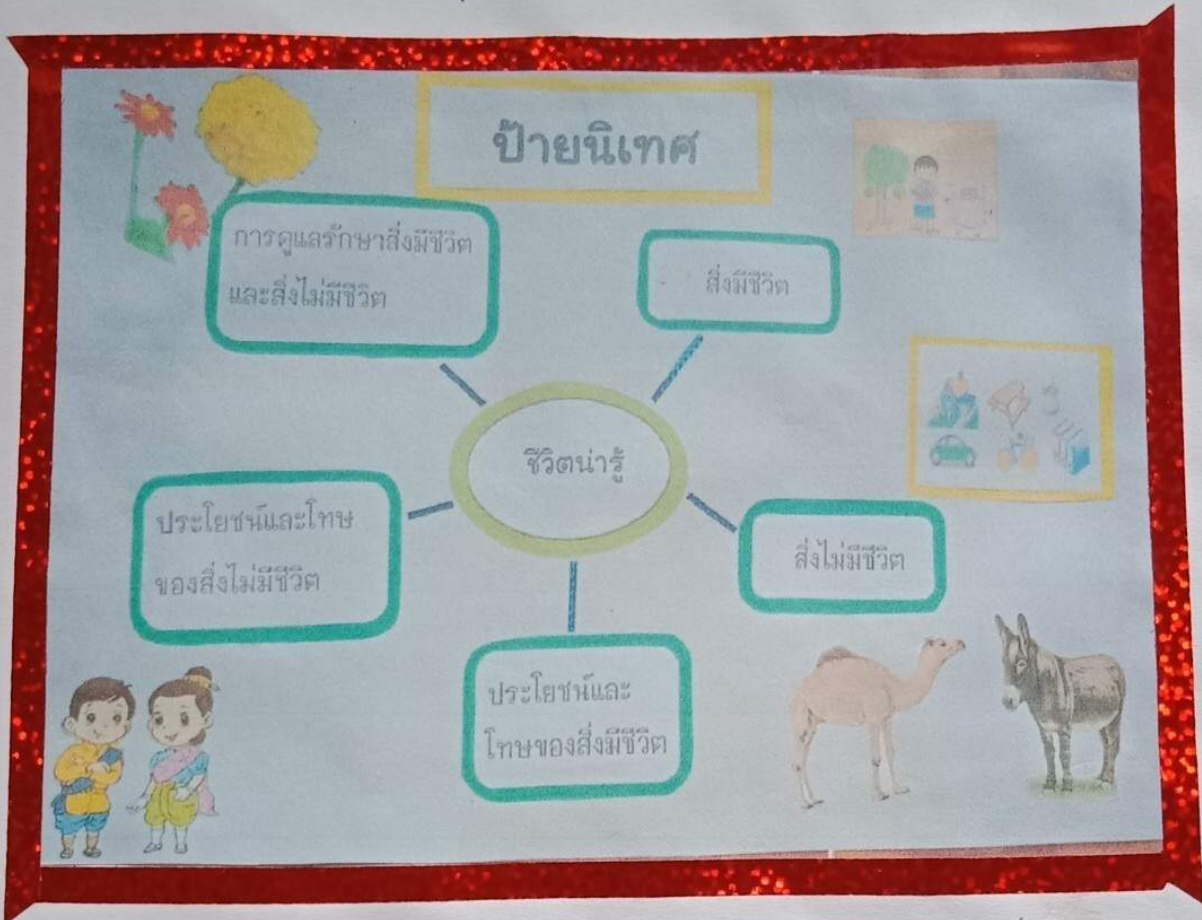 ป้ายนิเทศ
การดูแลรักษาสิ่งมีชีวิต
และสิ่งไม่มีชีวิต
สิ่งมีชีวิต
ชีวิตน่ารู้
ประโยชน์และโทษ
ของสิ่งไม่มีชีวิต
สิ่งไม่มีชีวิต
ประโยชน์และ
โทษของสิ่งมีชีวิต